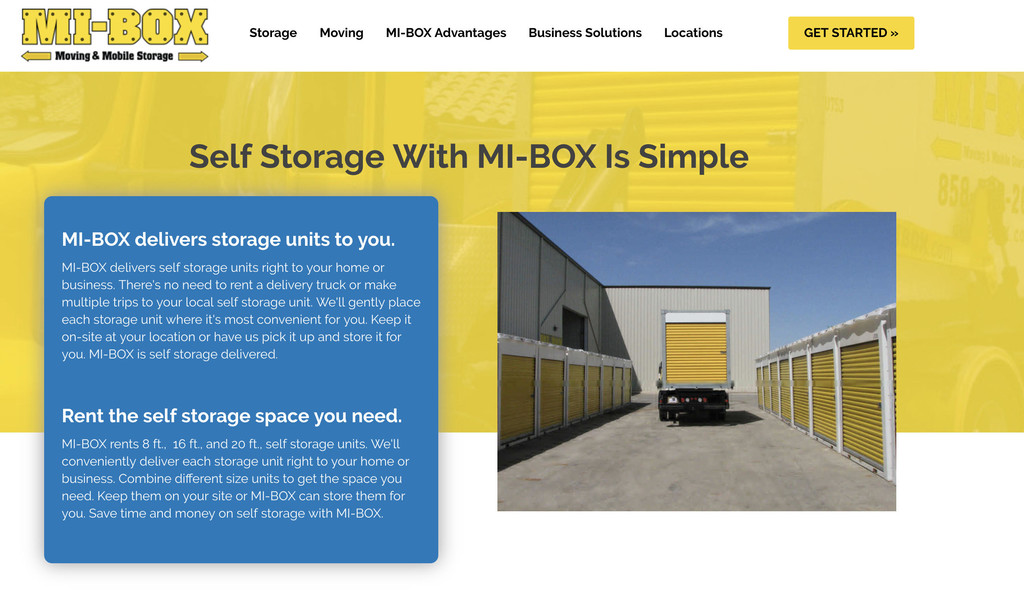 MI-BOX
Moving & Mobile Storage
Storage
Moving
MI-BOX Advantages
Business Solutions
Locations
GET STARTED »
Self Storage With MI-BOX Is Simple
MI-BOX delivers storage units to you.
MI-BOX delivers self storage units right to your home or
business. There's no need to rent a delivery truck or make
multiple trips to your local self storage unit. We'll gently place
each storage unit where it's most convenient for you. Keep it
on-site at your location or have us pick it up and store it for
you. MI-BOX is self storage delivered.
Rent the self storage space you need.
MI-BOX rents 8 ft.,  16 ft., and 20 ft., self storage units. We'll
conveniently deliver each storage unit right to your home or
business. Combine different size units to get the space you
need. Keep them on your site or MI-BOX can store them for
you. Save time and money on self storage with MI-BOX.